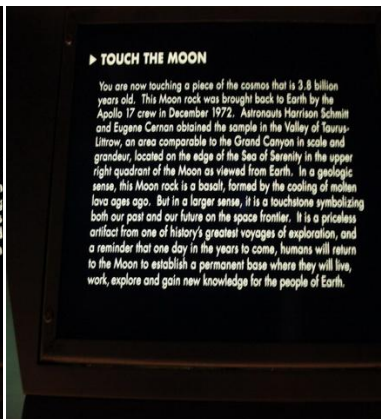 ▶ TOUCH THE MOON
You are now touching a piece of the cosmos that is 3.8 billion
years old. This Moon rock was brought back to Earth by the
Apollo 17 crew in December 1972. Astronauts Harrison Schmitt
and Eugene Cernan obtained the sample in the Valley of Taurus-
Littrow, an area comparable to the Grand Canyon in scale and
grandeur, located on the edge of the Sea of Serenity in the upper
right quadrant of the Moon as viewed from Earth. In a geologic
sense, this Moon rock is a basalt, formed by the cooling of molten
lava ages ago. But in a larger sense, it is a touchstone symbolizing
both our past and our future on the space frontier. It is a priceless
artifact from one of history's greatest voyages of exploration, and
a reminder that one day in the years to come, humans will return
to the Moon to establish a permanent base where they will live,
work, explore and gain new knowledge for the people of Earth.